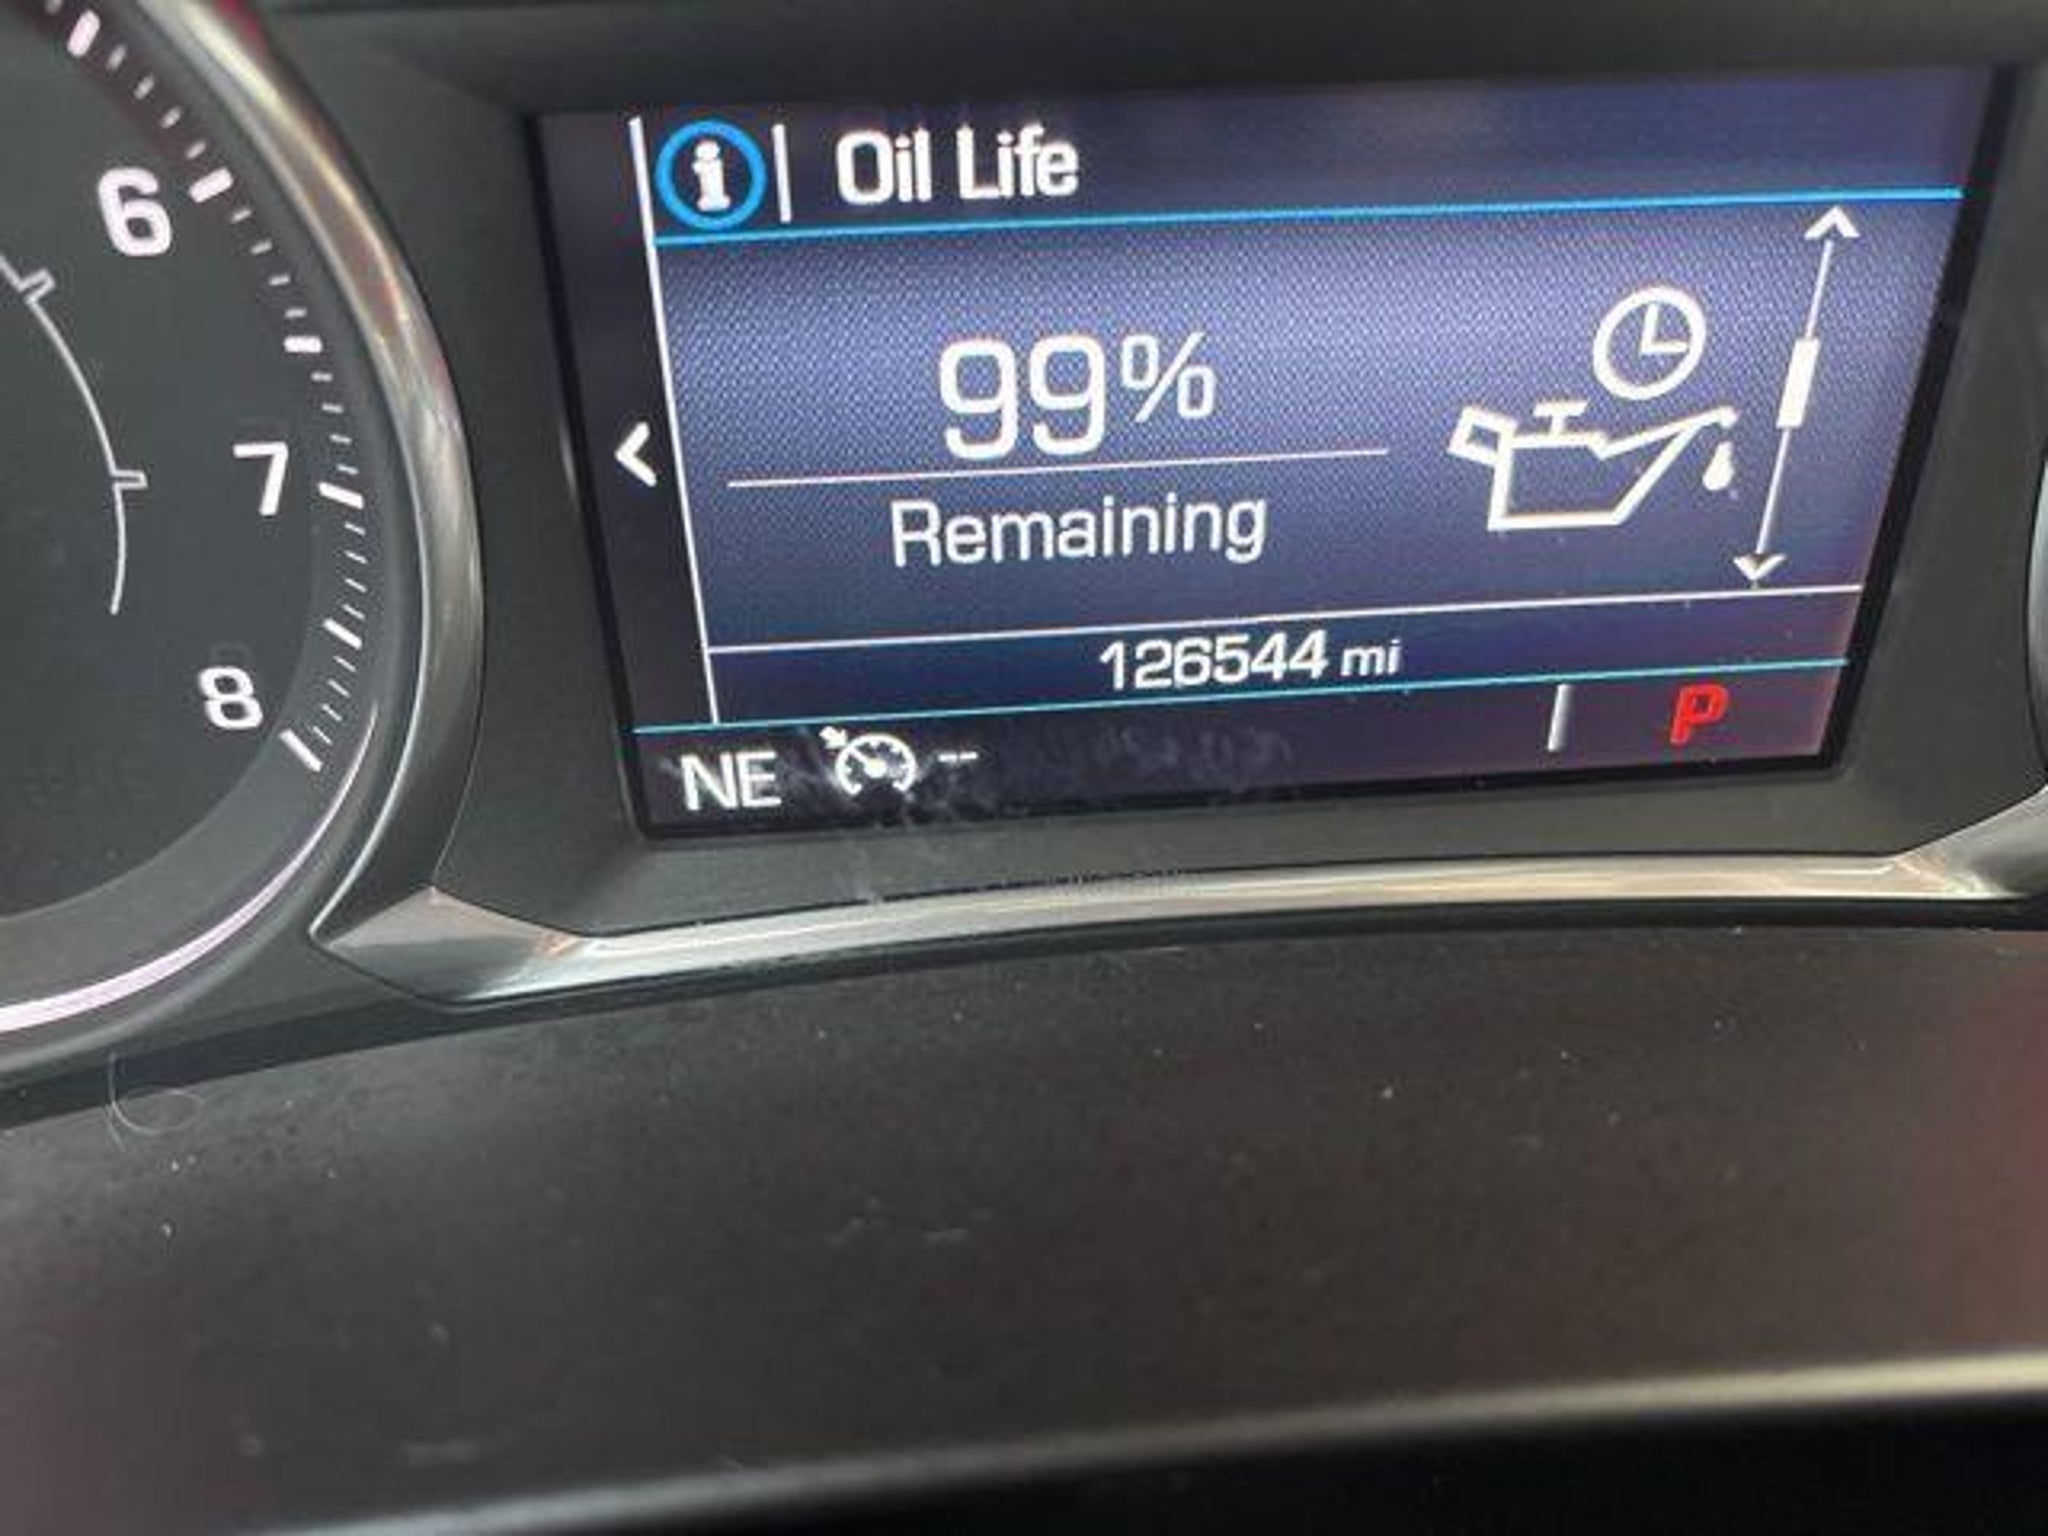 6
7
8
i Oil Life
99%
Remaining
126544 mi
NE --
P